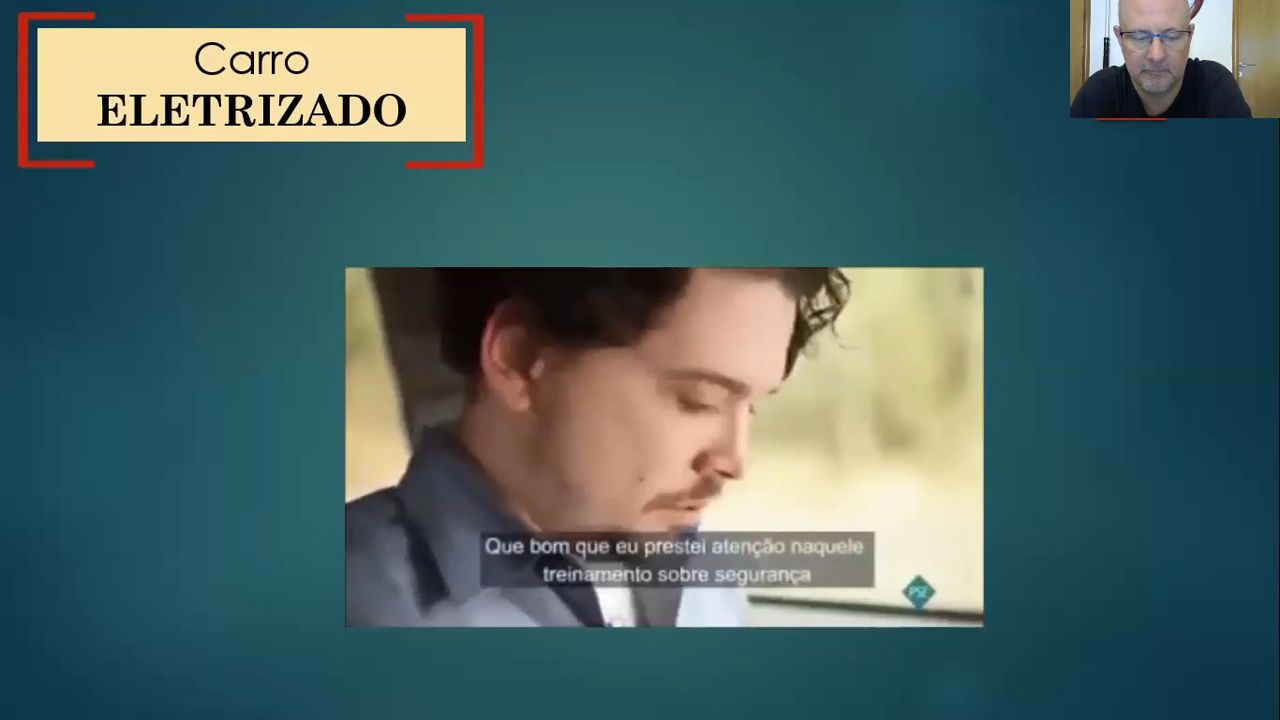 Carro
ELETRIZADO
Que bom que eu prestei atenção naquele
treinamento sobre segurança